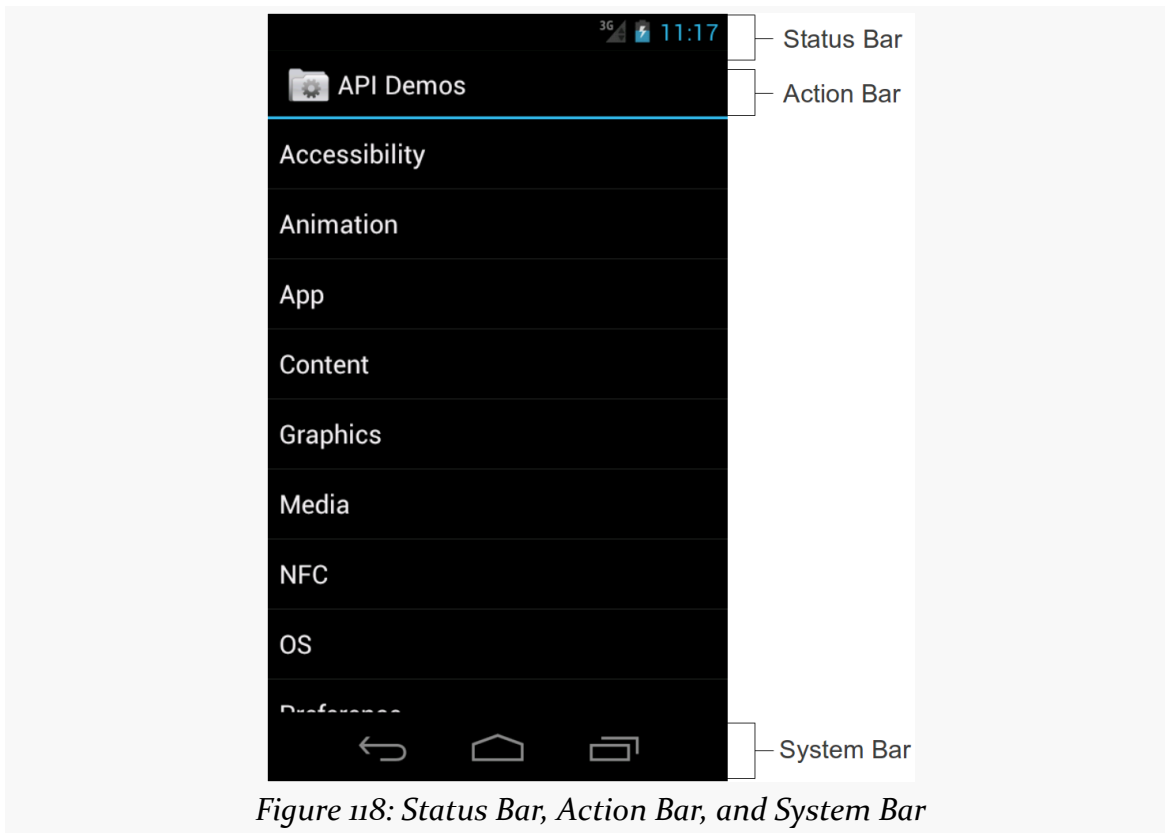 3G 11:17
Status Bar
API Demos
Action Bar
Accessibility
Animation
App
Content
Graphics
Media
NFC
OS
Preference
System Bar
Figure 118: Status Bar, Action Bar, and System Bar